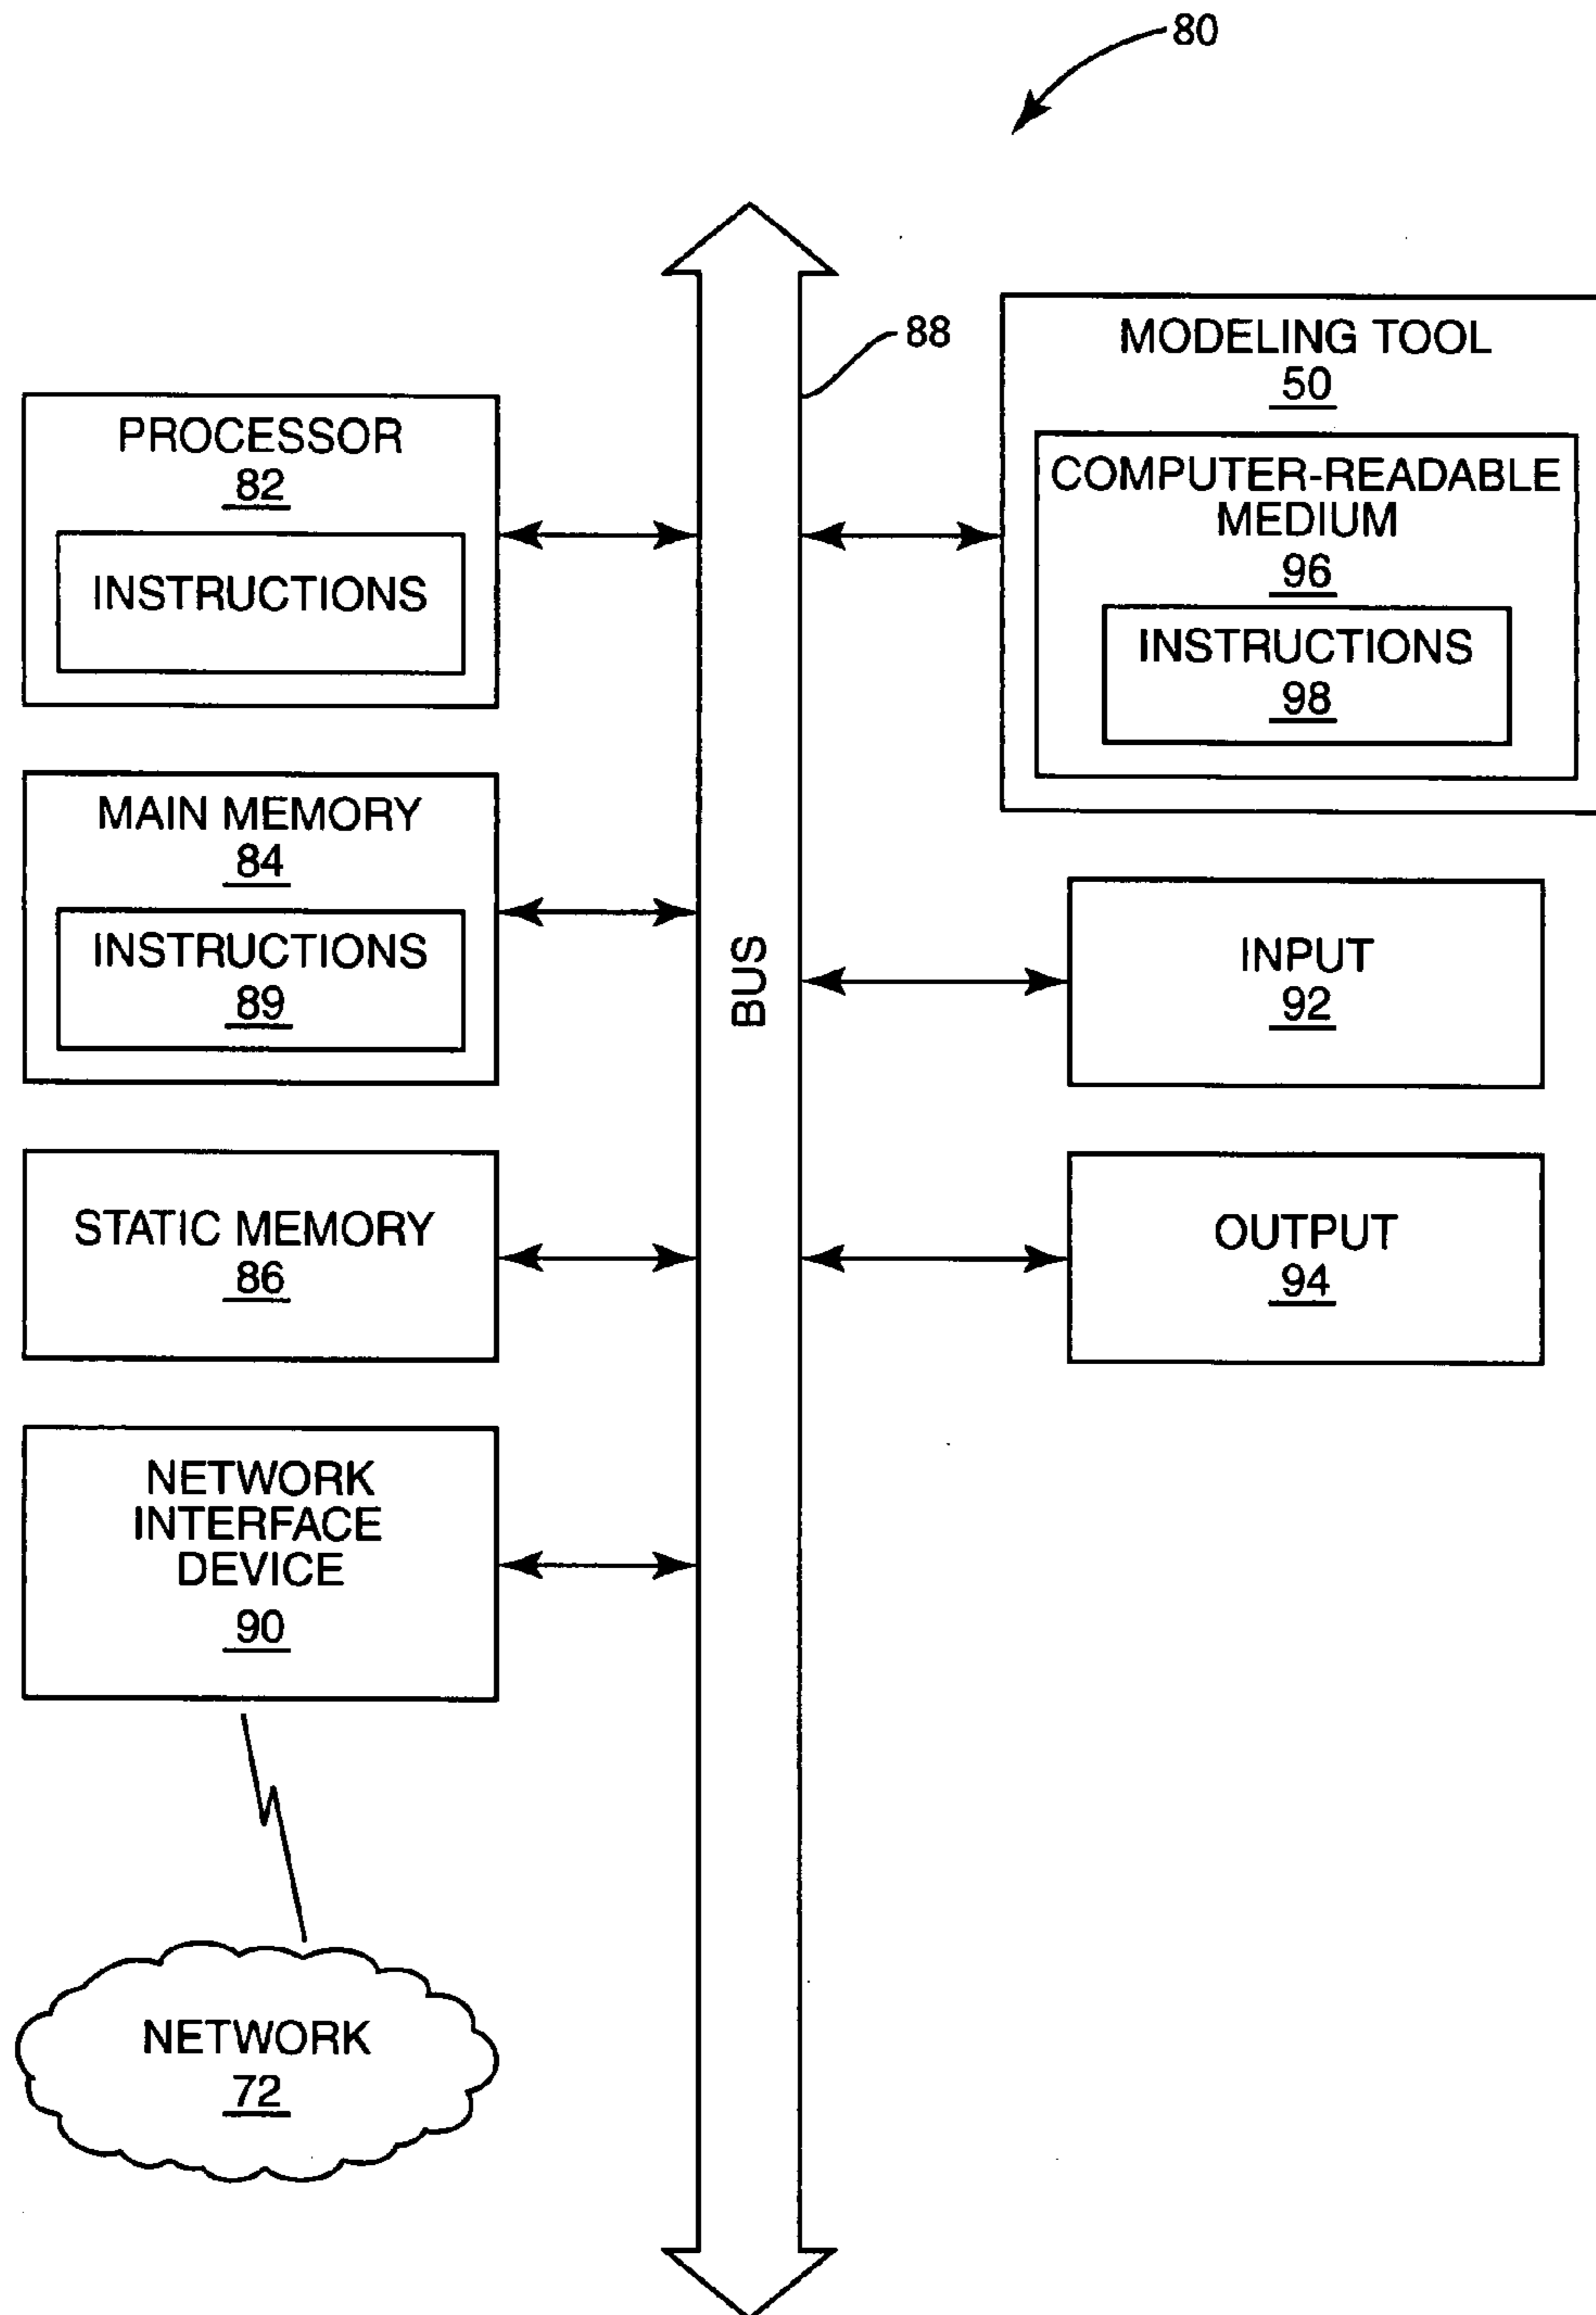 80
88
PROCESSOR
82
INSTRUCTIONS
MAIN MEMORY
84
INSTRUCTIONS
89
STATIC MEMORY
86
NETWORK
INTERFACE
DEVICE
90
NETWORK
72
BUS
MODELING TOOL
50
COMPUTER-READABLE
MEDIUM
96
INSTRUCTIONS
98
INPUT
92
OUTPUT
94